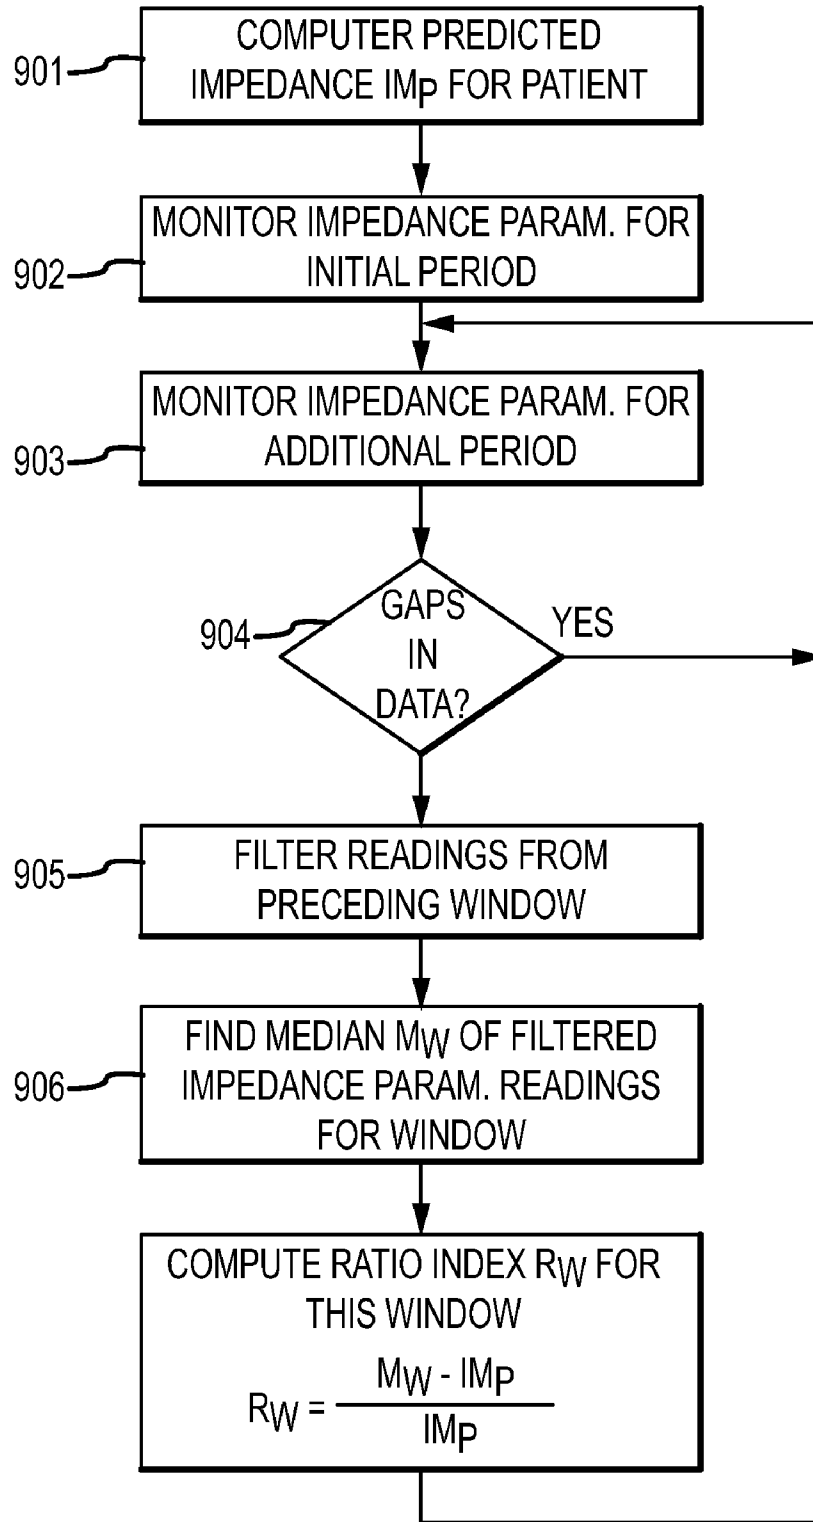 COMPUTER PREDICTED
IMPEDANCE IMP FOR PATIENT
901
MONITOR IMPEDANCE PARAM. FOR
INITIAL PERIOD
902
MONITOR IMPEDANCE PARAM. FOR
ADDITIONAL PERIOD
903
GAPS
IN
DATA?
904
YES
FILTER READINGS FROM
PRECEDING WINDOW
905
FIND MEDIAN MW OF FILTERED
IMPEDANCE PARAM. READINGS
FOR WINDOW
906
COMPUTE RATIO INDEX RW FOR
THIS WINDOW
RW = MW - IMP
IMP